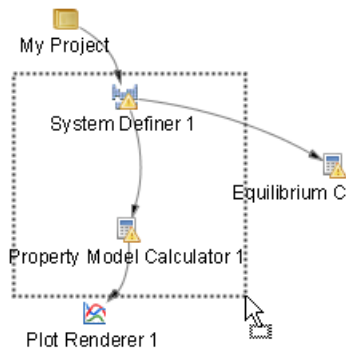 My Project
System Definer 1
Equilibrium C
Property Model Calculator 1
Plot Renderer 1